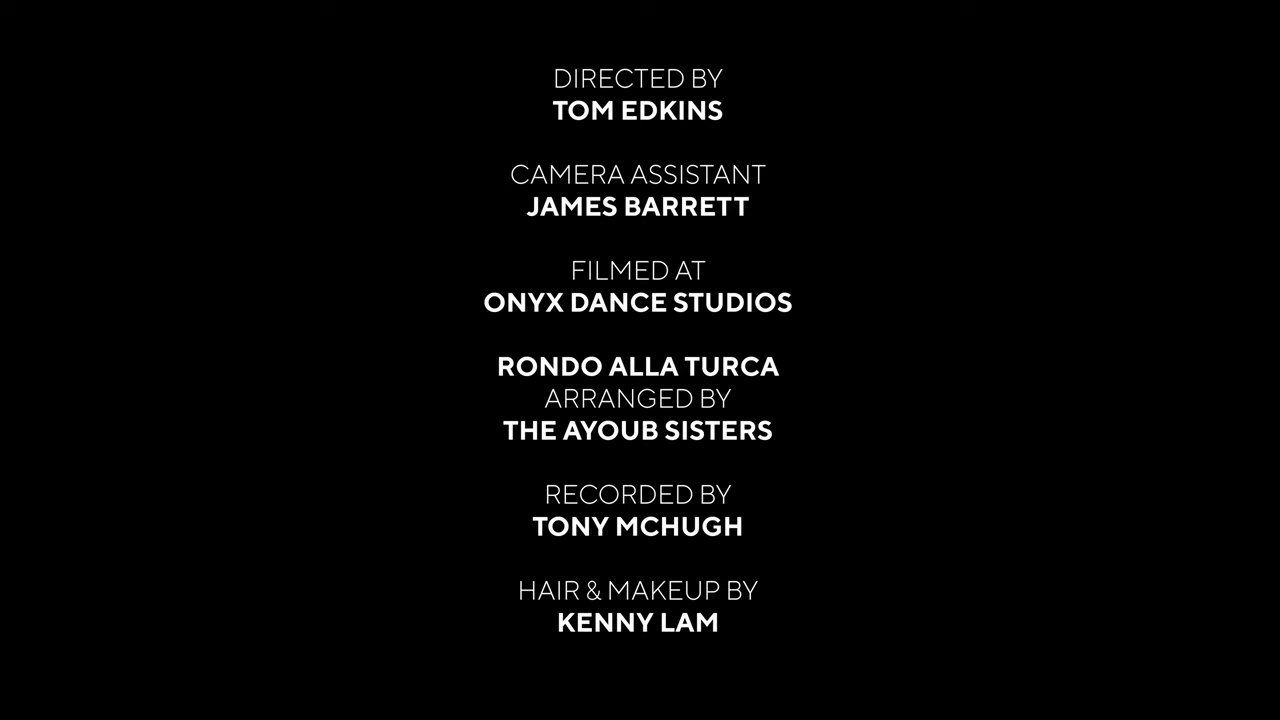 DIRECTED BY
TOM EDKINS
CAMERA ASSISTANT
JAMES BARRETT
FILMED AT
ONYX DANCE STUDIOS
RONDO ALLA TURCA
ARRANGED BY
THE AYOUB SISTERS
RECORDED BY
TONY MCHUGH
HAIR & MAKEUP BY
KENNY LAM